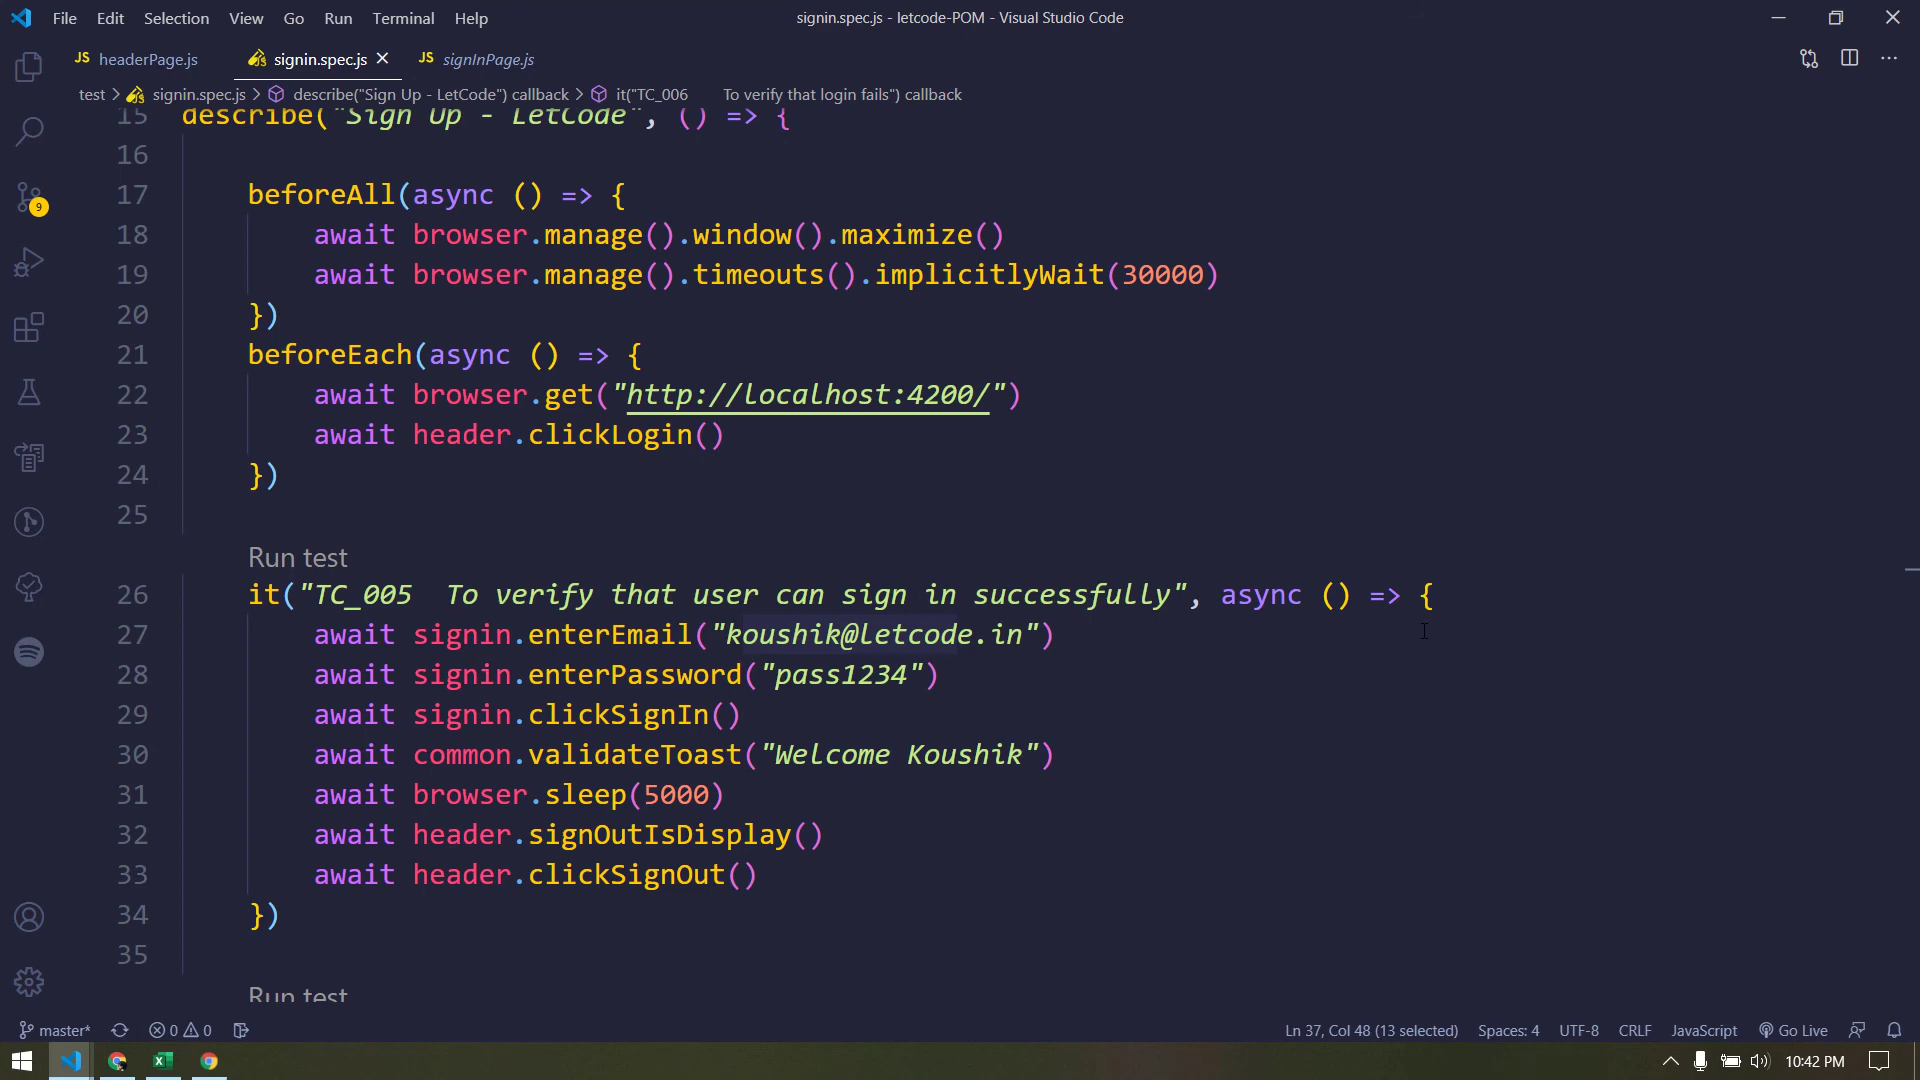 File Edit Selection View Go Run Terminal Help
signin.spec.js - letcode-POM - Visual Studio Code
JS headerPage.js
signin.spec.js
JS signInPage.js
test > signin.spec.js > describe("Sign Up - LetCode") callback > it("TC_006 To verify that login fails") callback
15 describe("Sign Up - LetCode", () => {
16
17 beforeAll(async () => {
18 await browser.manage().window().maximize()
19 await browser.manage().timeouts().implicitlyWait(30000)
20 })
21 beforeEach(async () => {
22 await browser.get("http://localhost:4200/")
23 await header.clickLogin()
24 })
25
Run test
26 it("TC_005  To verify that user can sign in successfully", async () => {
27 await signin.enterEmail("koushik@letcode.in")
28 await signin.enterPassword("pass1234")
29 await signin.clickSignIn()
30 await common.validateToast("Welcome Koushik")
31 await browser.sleep(5000)
32 await header.signOutIsDisplay()
33 await header.clickSignOut()
34 })
35
Run test
9
master* 0 0
Ln 37, Col 48 (13 selected) Spaces: 4 UTF-8 CRLF JavaScript Go Live
10:42 PM